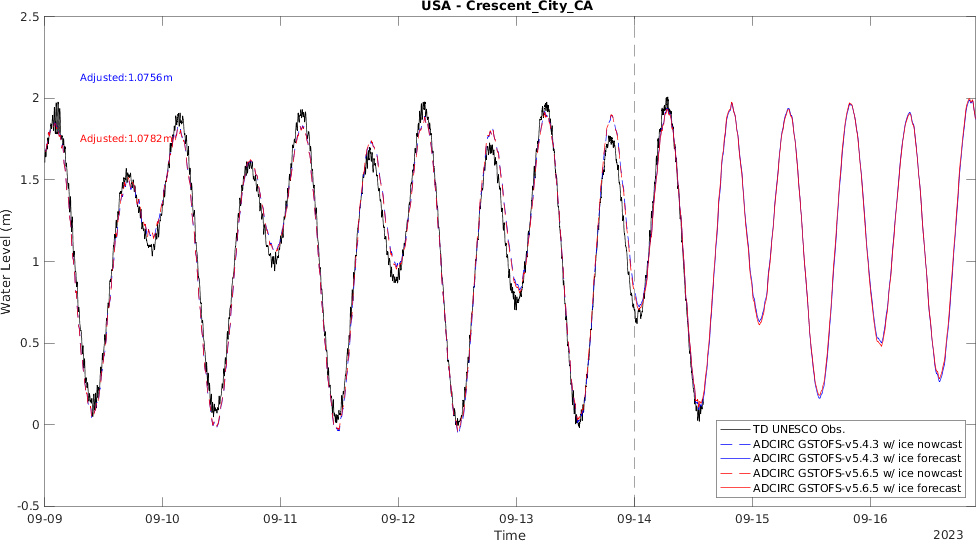 USA - Crescent_City_CA
2.5
2
1.5
1
0.5
0
-0.5
Water Level (m)
Adjusted:1.0756m
Adjusted:1.0782m
TD UNESCO Obs.
ADCIRC GSTOFS-v5.4.3 w/ ice nowcast
ADCIRC GSTOFS-v5.4.3 w/ ice forecast
ADCIRC GSTOFS-v5.6.5 w/ ice nowcast
ADCIRC GSTOFS-v5.6.5 w/ ice forecast
09-09 09-10 09-11 09-12 09-13 09-14 09-15 09-16
Time
2023